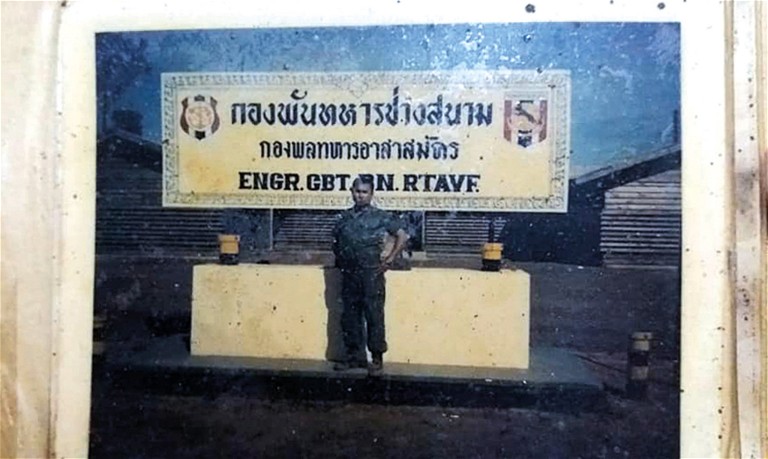 กองพันทหารช่างสนาม
กองพลทหารอาสาสมัคร
ENGR. CBT. BN. RTAVF.